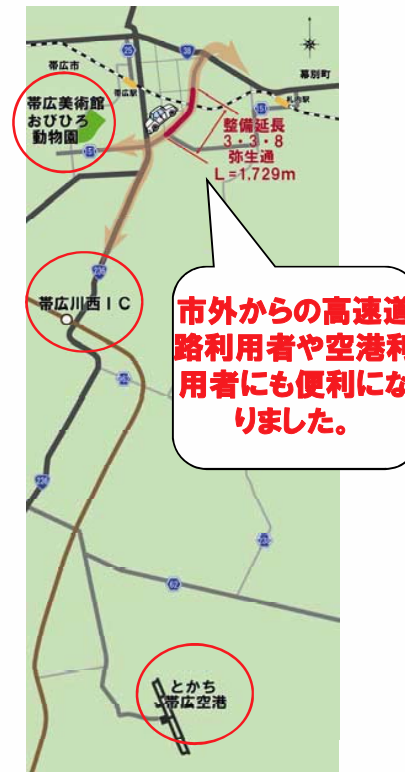 25
38
帯広市
帯広駅
幕別町
札内駅
151
帯広美術館
おびひろ
動物園
151
整備延長
3・3・8
弥生通
L=1,729m
236
帯広川西IC
市外からの高速道
路利用者や空港利
用者にも便利にな
りました。
236
62
とかち
帯広空港